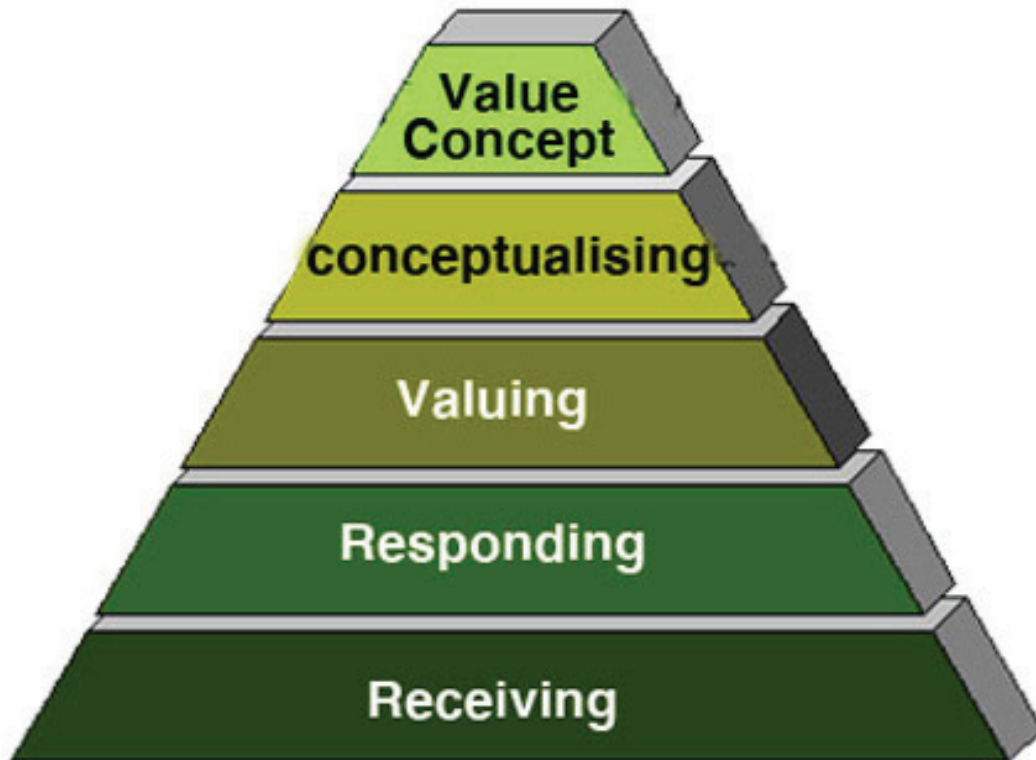 Value
Concept
conceptualising
Valuing
Responding
Receiving